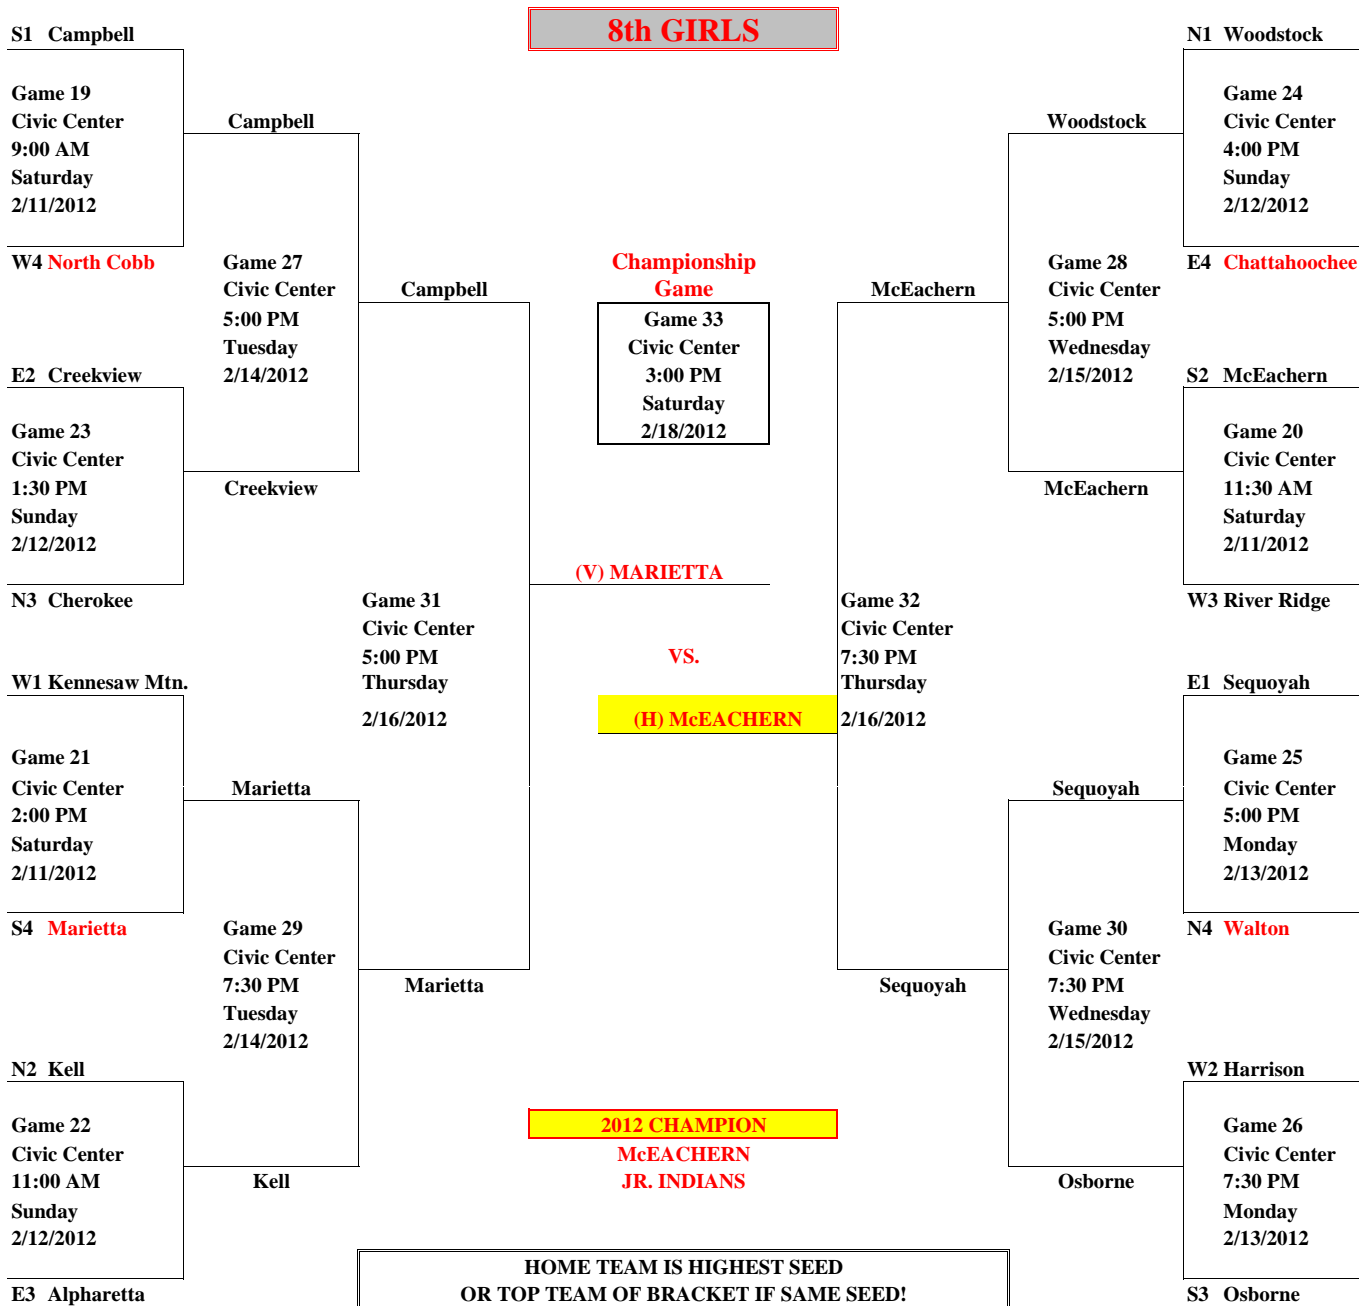 8th GIRLS
S1 Campbell
Game 19
Civic Center
9:00 AM
Saturday
2/11/2012
W4 North Cobb
Campbell
Game 27
Civic Center
5:00 PM
Tuesday
2/14/2012
E2 Creekview
Game 23
Civic Center
1:30 PM
Sunday
2/12/2012
N3 Cherokee
Creekview
Campbell
Game 31
Civic Center
5:00 PM
Thursday
2/16/2012
W1 Kennesaw Mtn.
Game 21
Civic Center
2:00 PM
Saturday
2/11/2012
S4 Marietta
Marietta
Game 29
Civic Center
7:30 PM
Tuesday
2/14/2012
Marietta
N2 Kell
Game 22
Civic Center
11:00 AM
Sunday
2/12/2012
E3 Alpharetta
Kell
Championship
Game
Game 33
Civic Center
3:00 PM
Saturday
2/18/2012
(V) MARIETTA
VS.
(H) McEACHERN
2012 CHAMPION
McEACHERN
JR. INDIANS
HOME TEAM IS HIGHEST SEED
OR TOP TEAM OF BRACKET IF SAME SEED!
McEachern
Game 32
Civic Center
7:30 PM
Thursday
2/16/2012
Sequoyah
Woodstock
Game 28
Civic Center
5:00 PM
Wednesday
2/15/2012
McEachern
Sequoyah
Game 30
Civic Center
7:30 PM
Wednesday
2/15/2012
Osborne
N1 Woodstock
Game 24
Civic Center
4:00 PM
Sunday
2/12/2012
E4 Chattahoochee
S2 McEachern
Game 20
Civic Center
11:30 AM
Saturday
2/11/2012
W3 River Ridge
E1 Sequoyah
Game 25
Civic Center
5:00 PM
Monday
2/13/2012
N4 Walton
W2 Harrison
Game 26
Civic Center
7:30 PM
Monday
2/13/2012
S3 Osborne